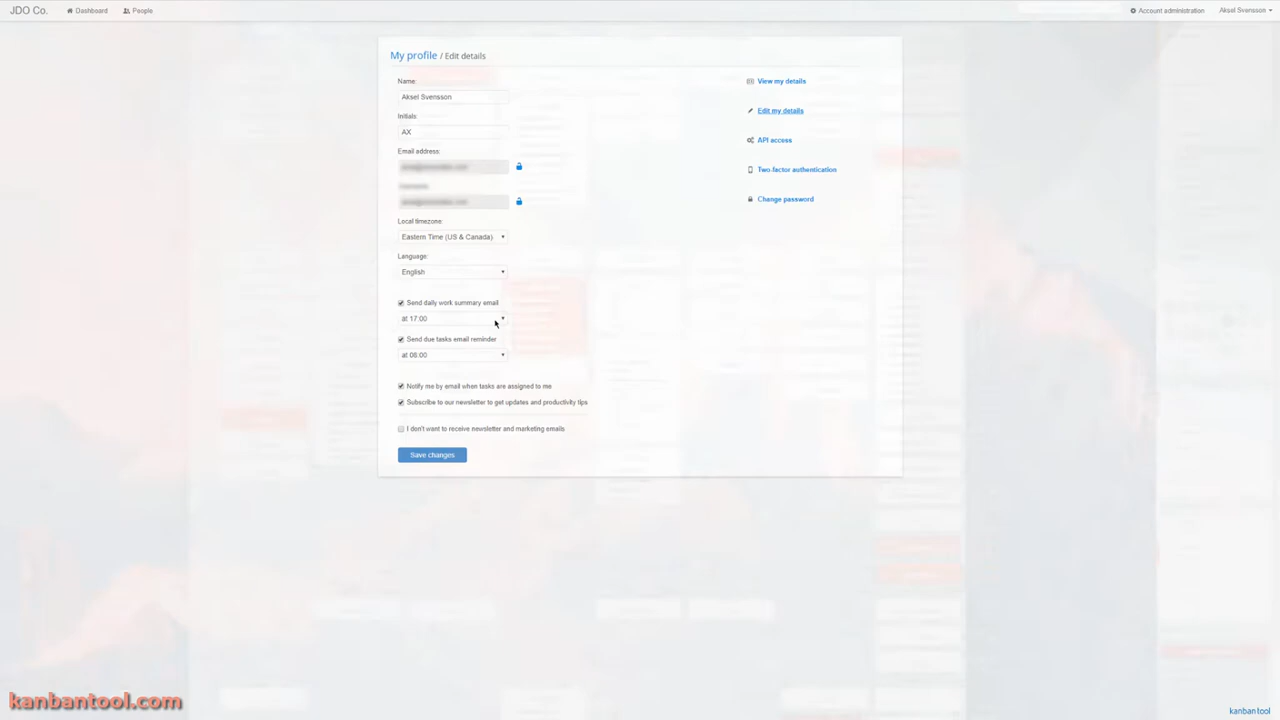 JDO Co.
Dashboard
People
Account administration
Aksel Svensson
My profile / Edit details
Name:
Aksel Svensson
Initials:
AX
Email address:
Local timezone:
Eastern Time (US & Canada)
Language:
English
Send daily work summary email
at 17:00
Send due tasks email reminder
at 08:00
Notify me by email when tasks are assigned to me
Subscribe to our newsletter to get updates and productivity tips
I don't want to receive newsletter and marketing emails
Save changes
View my details
Edit my details
API access
Two factor authentication
Change password
kanbantool.com
kanbantool